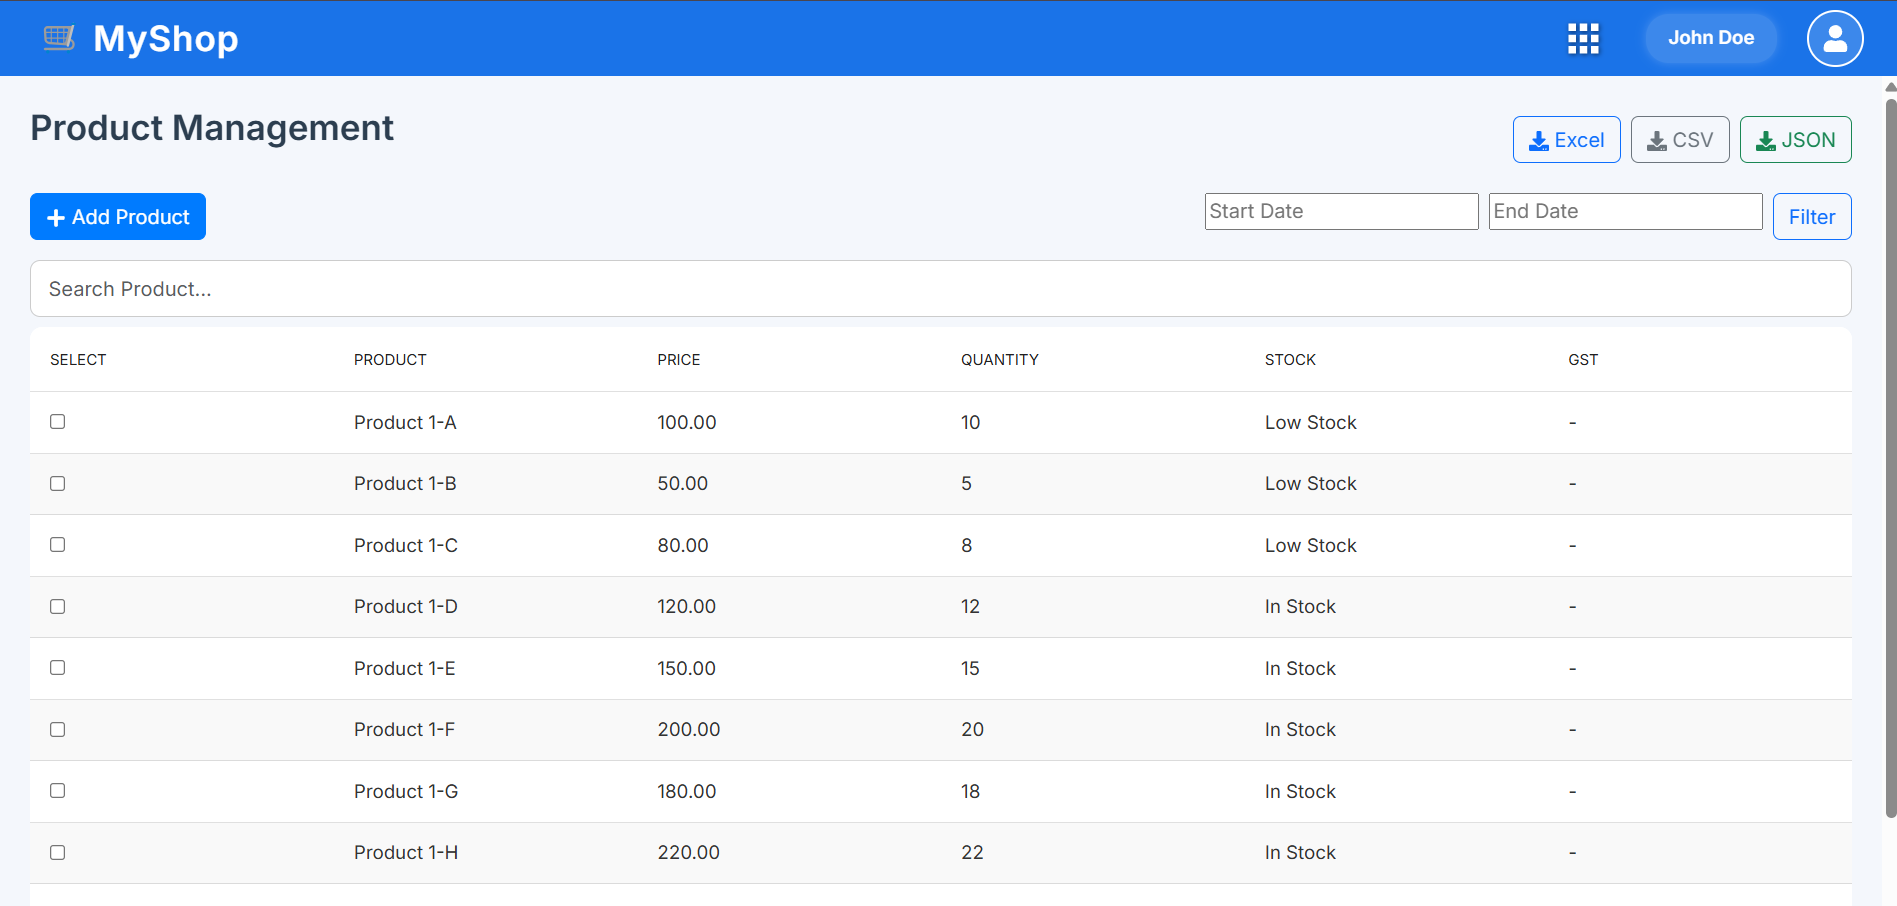 MyShop
John Doe
Product Management
Excel CSV JSON
Add Product
Start Date End Date Filter
Search Product...
SELECT PRODUCT PRICE QUANTITY STOCK GST
Product 1-A 100.00 10 Low Stock -
Product 1-B 50.00 5 Low Stock -
Product 1-C 80.00 8 Low Stock -
Product 1-D 120.00 12 In Stock -
Product 1-E 150.00 15 In Stock -
Product 1-F 200.00 20 In Stock -
Product 1-G 180.00 18 In Stock -
Product 1-H 220.00 22 In Stock -